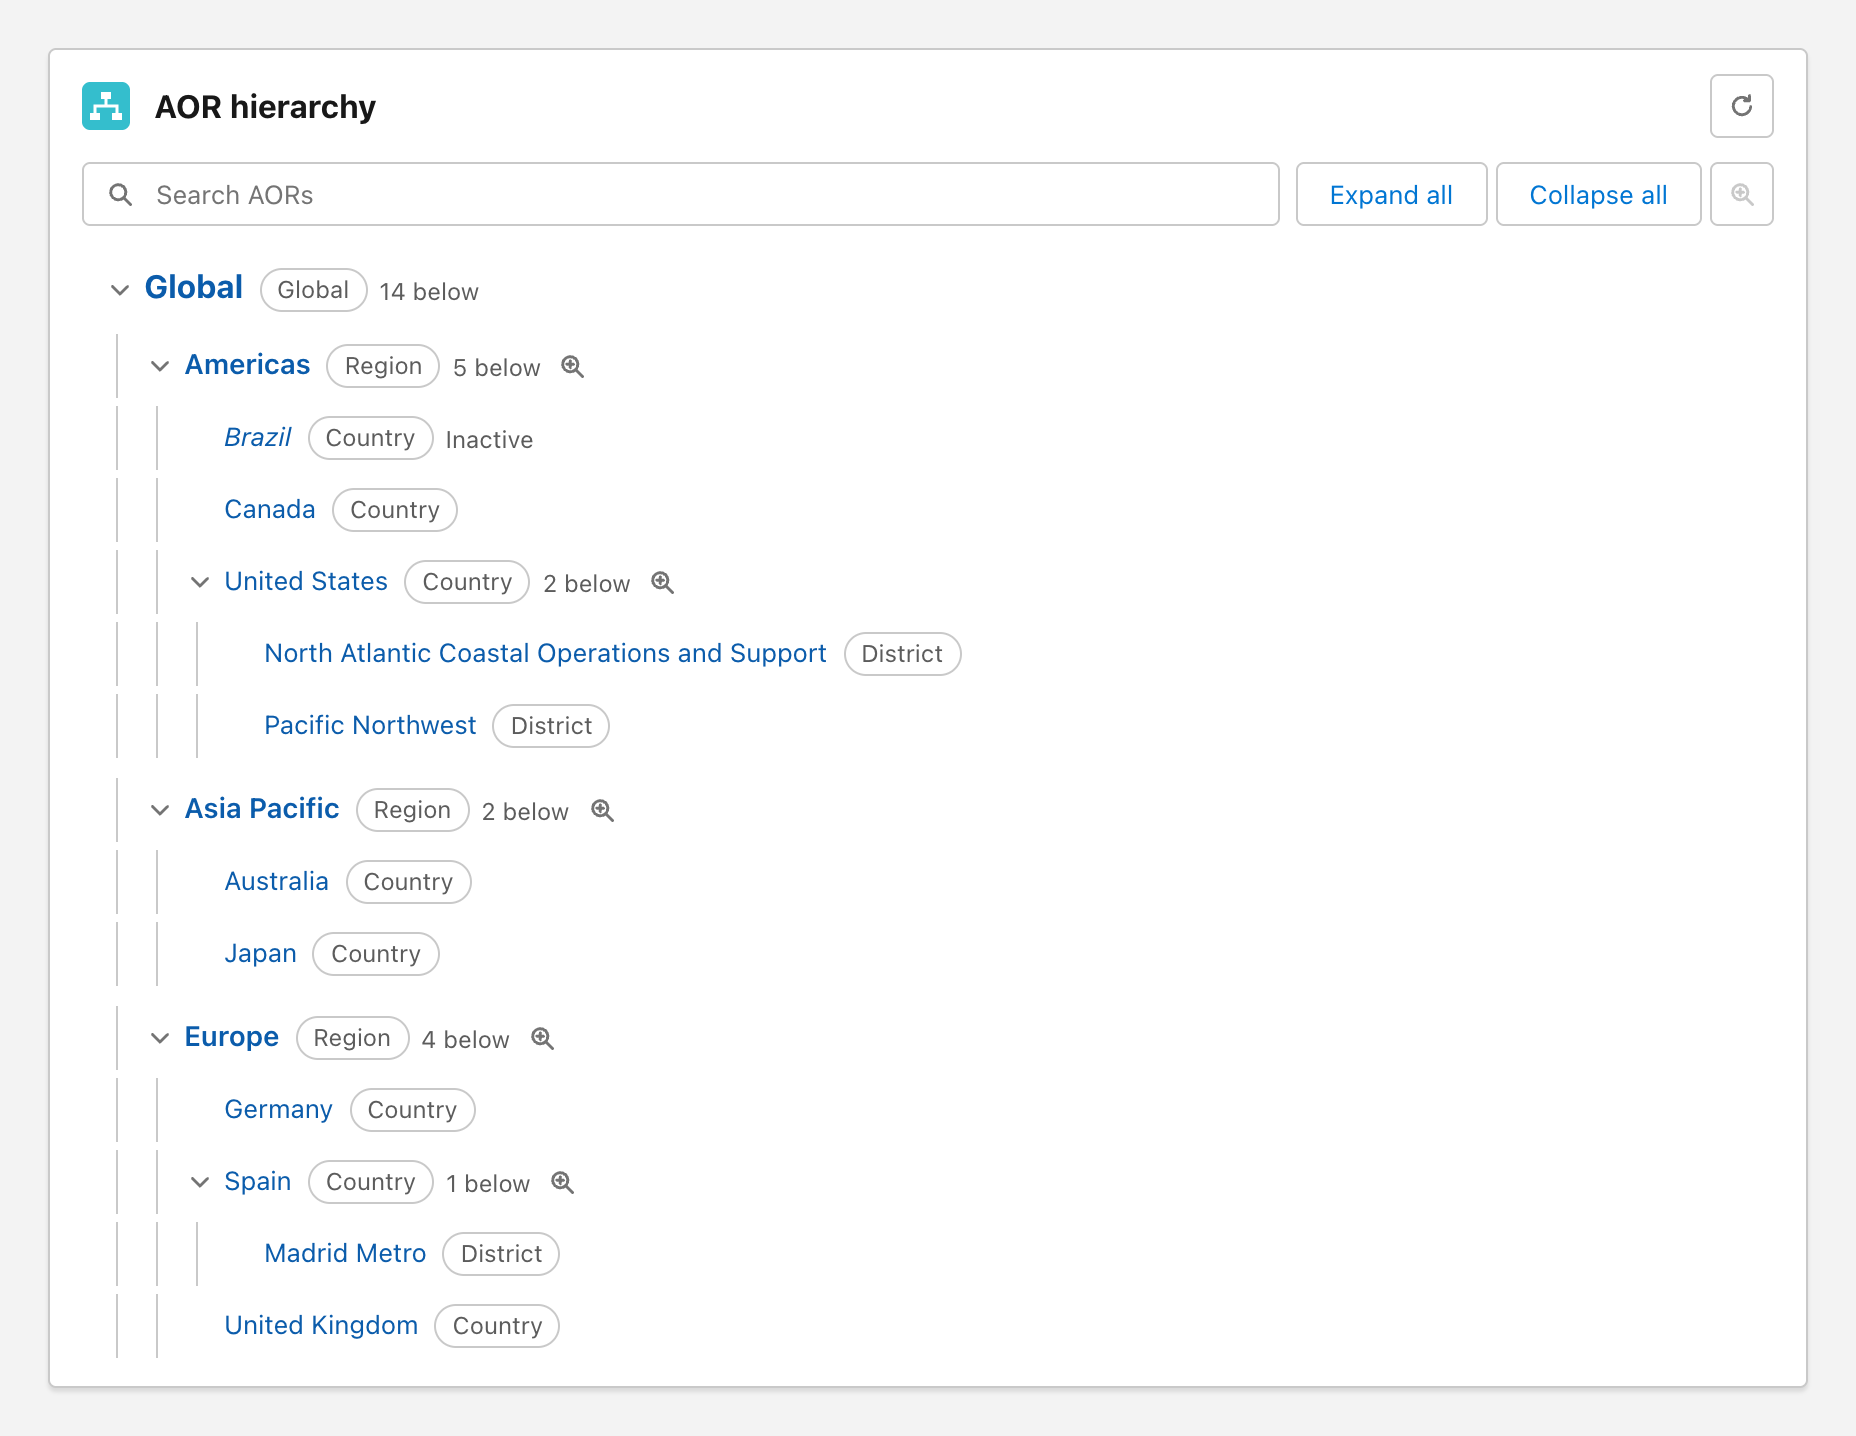 AOR hierarchy
Search AORs Expand all Collapse all
Global Global 14 below
Americas Region 5 below
Brazil Country Inactive
Canada Country
United States Country 2 below
North Atlantic Coastal Operations and Support District
Pacific Northwest District
Asia Pacific Region 2 below
Australia Country
Japan Country
Europe Region 4 below
Germany Country
Spain Country 1 below
Madrid Metro District
United Kingdom Country